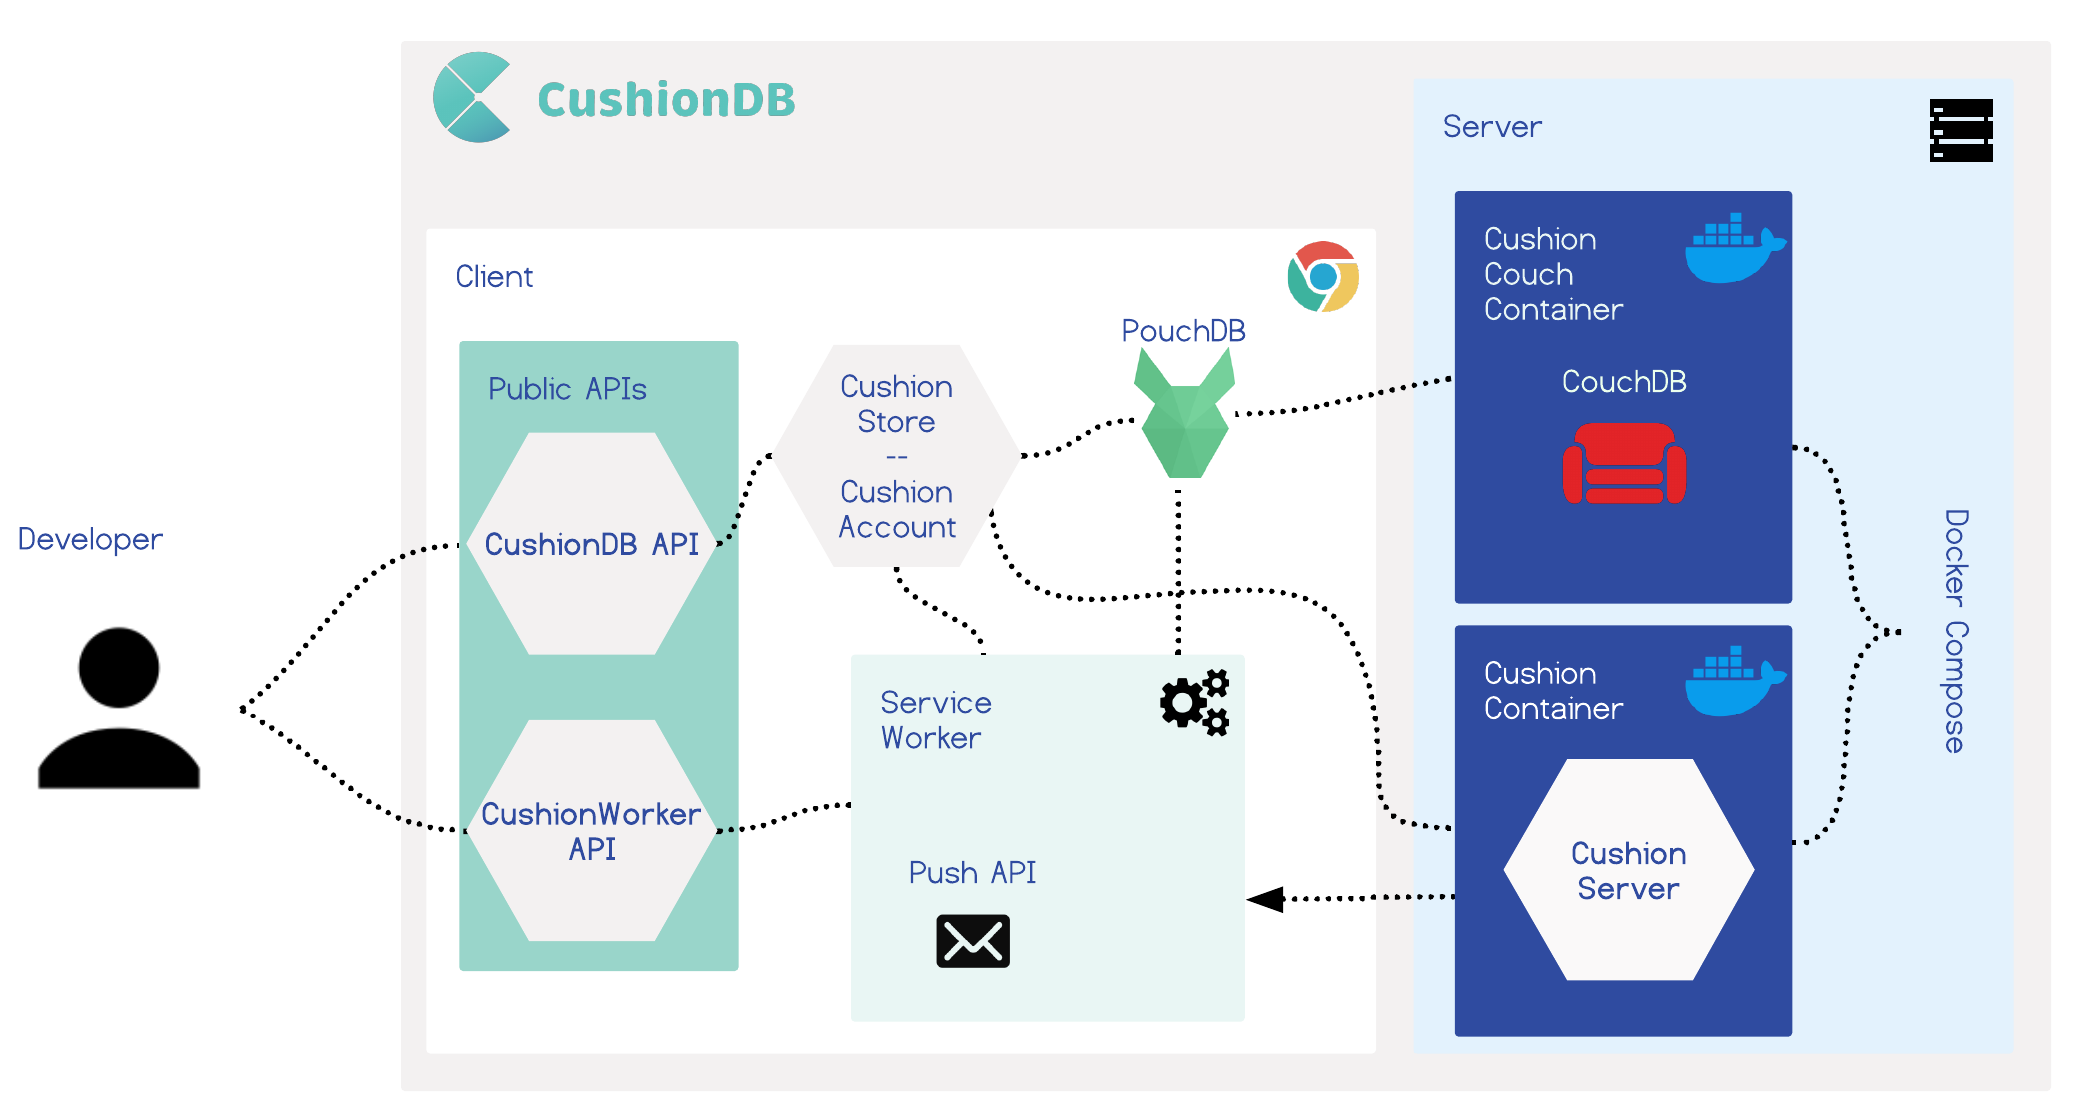 CushionDB
Server
Client
Cushion
Couch
Container
PouchDB
Public APIs
Cushion
Store
--
Cushion
Account
CouchDB
Developer
CushionDB API
Docker Compose
Service
Worker
Cushion
Container
CushionWorker
API
Push API
Cushion
Server